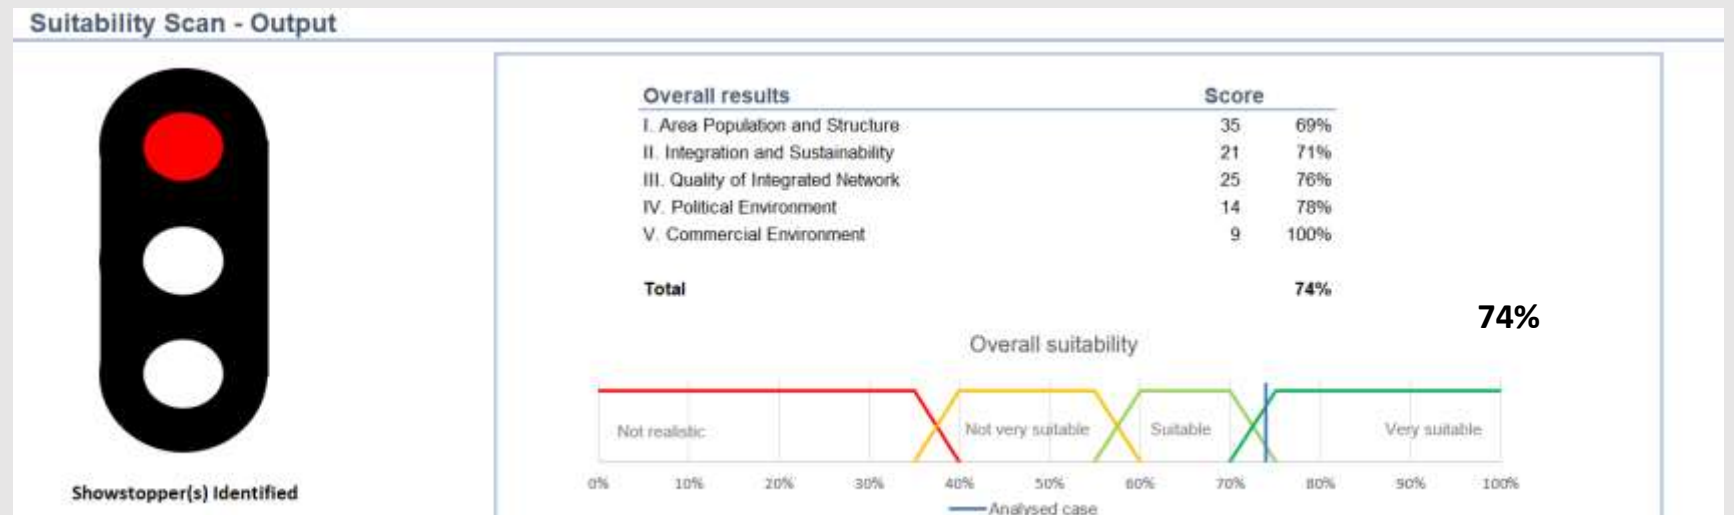 Suitability Scan - Output
Overall results Score
I. Area Population and Structure 35 69%
II. Integration and Sustainability 21 71%
III. Quality of Integrated Network 25 76%
IV. Political Environment 14 78%
V. Commercial Environment 9 100%
Total 74%
74%
Overall suitability
Not realistic Not very suitable Suitable Very suitable
0% 10% 20% 30% 40% 50% 60% 70% 80% 90% 100%
Analysed case
Showstopper(s) Identified